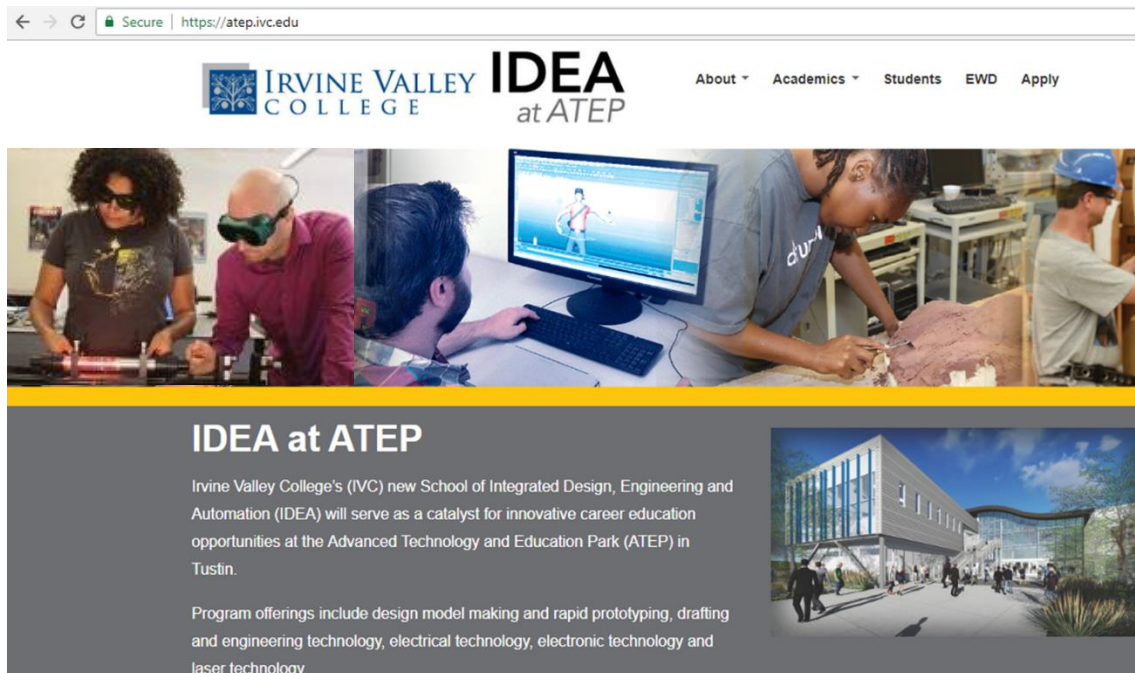 Secure | https://atep.ivc.edu
IRVINE VALLEY
COLLEGE
IDEA
at ATEP
About Academics Students EWD Apply
IDEA at ATEP
Irvine Valley College's (IVC) new School of Integrated Design, Engineering and
Automation (IDEA) will serve as a catalyst for innovative career education
opportunities at the Advanced Technology and Education Park (ATEP) in
Tustin.
Program offerings include design model making and rapid prototyping, drafting
and engineering technology, electrical technology, electronic technology and
laser technology